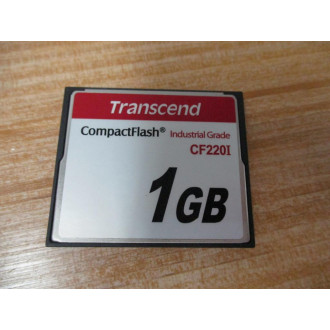 Transcend
CompactFlash® Industrial Grade
CF220I
1GB